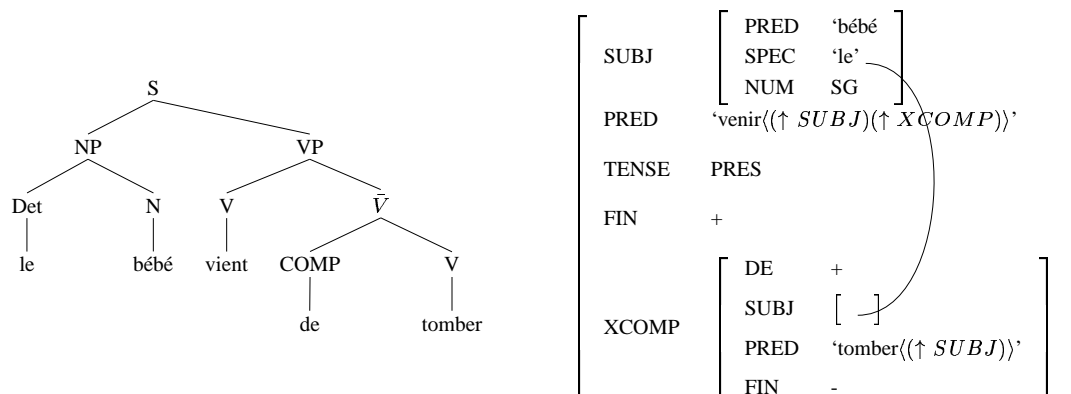 S
NP VP
Det N V V̄
le bébé vient COMP V
de tomber
SUBJ
PRED ‘bébé
SPEC ‘le’
NUM SG
PRED ‘venir⟨(↑ SUBJ)(↑ XCOMP)⟩’
TENSE PRES
FIN +
XCOMP
DE +
SUBJ [ ]
PRED ‘tomber⟨(↑ SUBJ)⟩’
FIN -